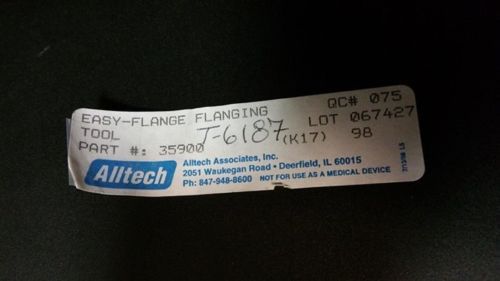 EASY-FLANGE FLANGING QC# 075
TOOL T-6187 LOT 067427
PART #: 35900 (K17) 98
Alltech
Alltech Associates, Inc.
2051 Waukegan Road • Deerfield, IL 60015
Ph: 847-948-8600 NOT FOR USE AS A MEDICAL DEVICE